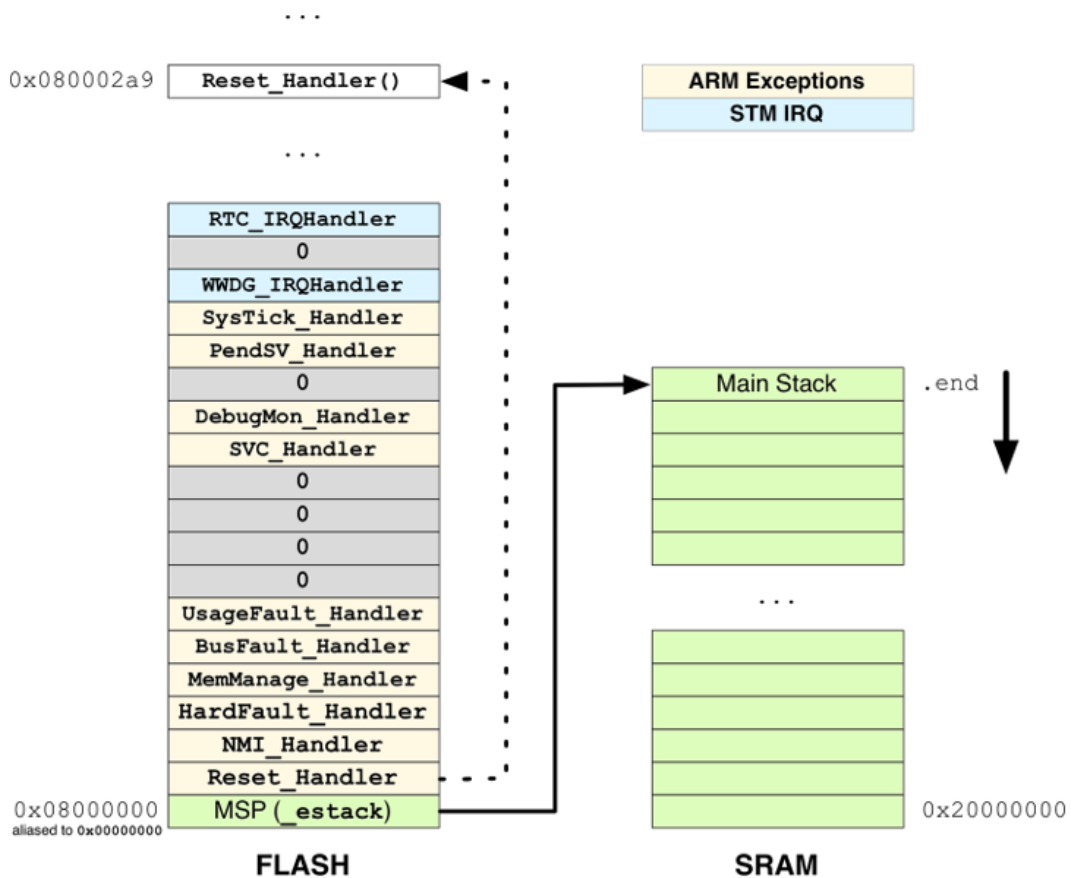 ...
0x080002a9
Reset_Handler()
ARM Exceptions
STM IRQ
...
RTC_IRQHandler
0
WWDG_IRQHandler
SysTick_Handler
PendSV_Handler
0
DebugMon_Handler
SVC_Handler
0
0
0
0
UsageFault_Handler
BusFault_Handler
MemManage_Handler
HardFault_Handler
NMI_Handler
Reset_Handler
0x08000000
aliased to 0x00000000
MSP (_estack)
FLASH
Main Stack
.end
...
0x20000000
SRAM